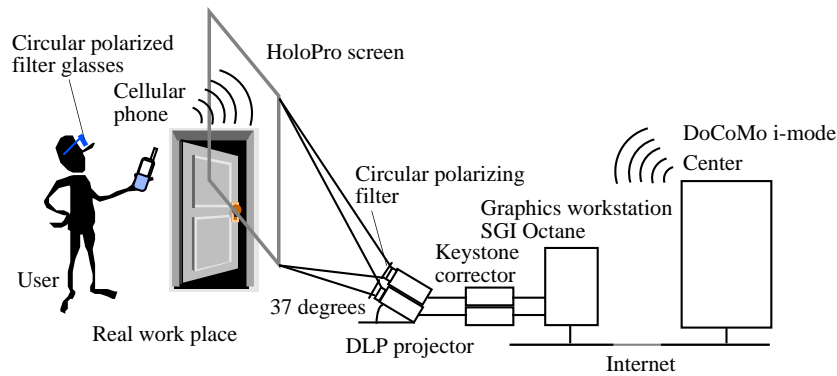 Circular polarized
filter glasses
HoloPro screen
Cellular
phone
DoCoMo i-mode
Center
Circular polarizing
filter
Graphics workstation
SGI Octane
Keystone
corrector
User
37 degrees
Real work place
DLP projector
Internet